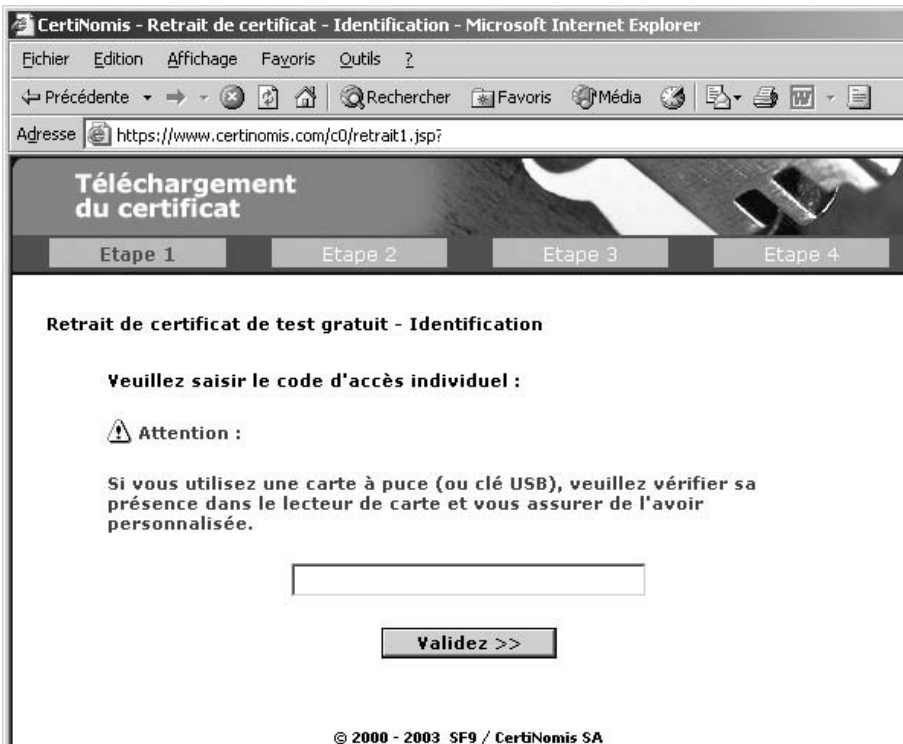 CertiNomis - Retrait de certificat - Identification - Microsoft Internet Explorer
Fichier Edition Affichage Favoris Outils ?
Précédente Rechercher Favoris Média
Adresse https://www.certinomis.com/c0/retrait1.jsp?
Téléchargement
du certificat
Etape 1 Etape 2 Etape 3 Etape 4
Retrait de certificat de test gratuit - Identification
Veuillez saisir le code d'accès individuel :
Attention :
Si vous utilisez une carte à puce (ou clé USB), veuillez vérifier sa
présence dans le lecteur de carte et vous assurer de l'avoir
personnalisée.
Validez >>
© 2000 - 2003 SF9 / CertiNomis SA